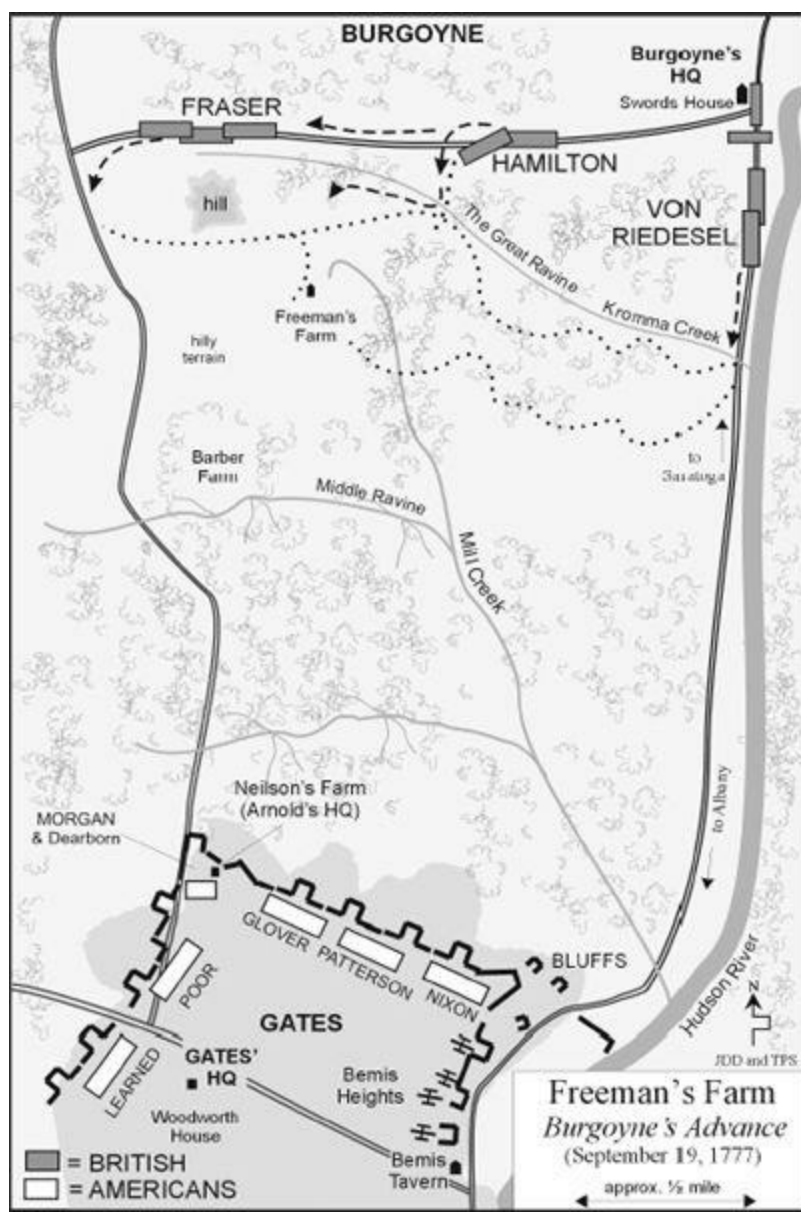 BURGOYNE
Burgoyne's
HQ
Swords House
FRASER
HAMILTON
VON
RIEDESEL
hill
The Great Ravine
Kromma Creek
Freeman's
Farm
hilly
terrain
to
Barber
Farm
Middle Ravine
Mill Creek
Neilson's Farm
(Arnold's HQ)
MORGAN
& Dearborn
to Albany
GLOVER
PATTERSON
NIXON
BLUFFS
POOR
LEARNED
GATES
GATES'
HQ
Woodworth
House
Bemis
Heights
Bemis
Tavern
Hudson River
N
JDD and TPS
Freeman's Farm
Burgoyne's Advance
(September 19, 1777)
approx. ½ mile
= BRITISH
= AMERICANS